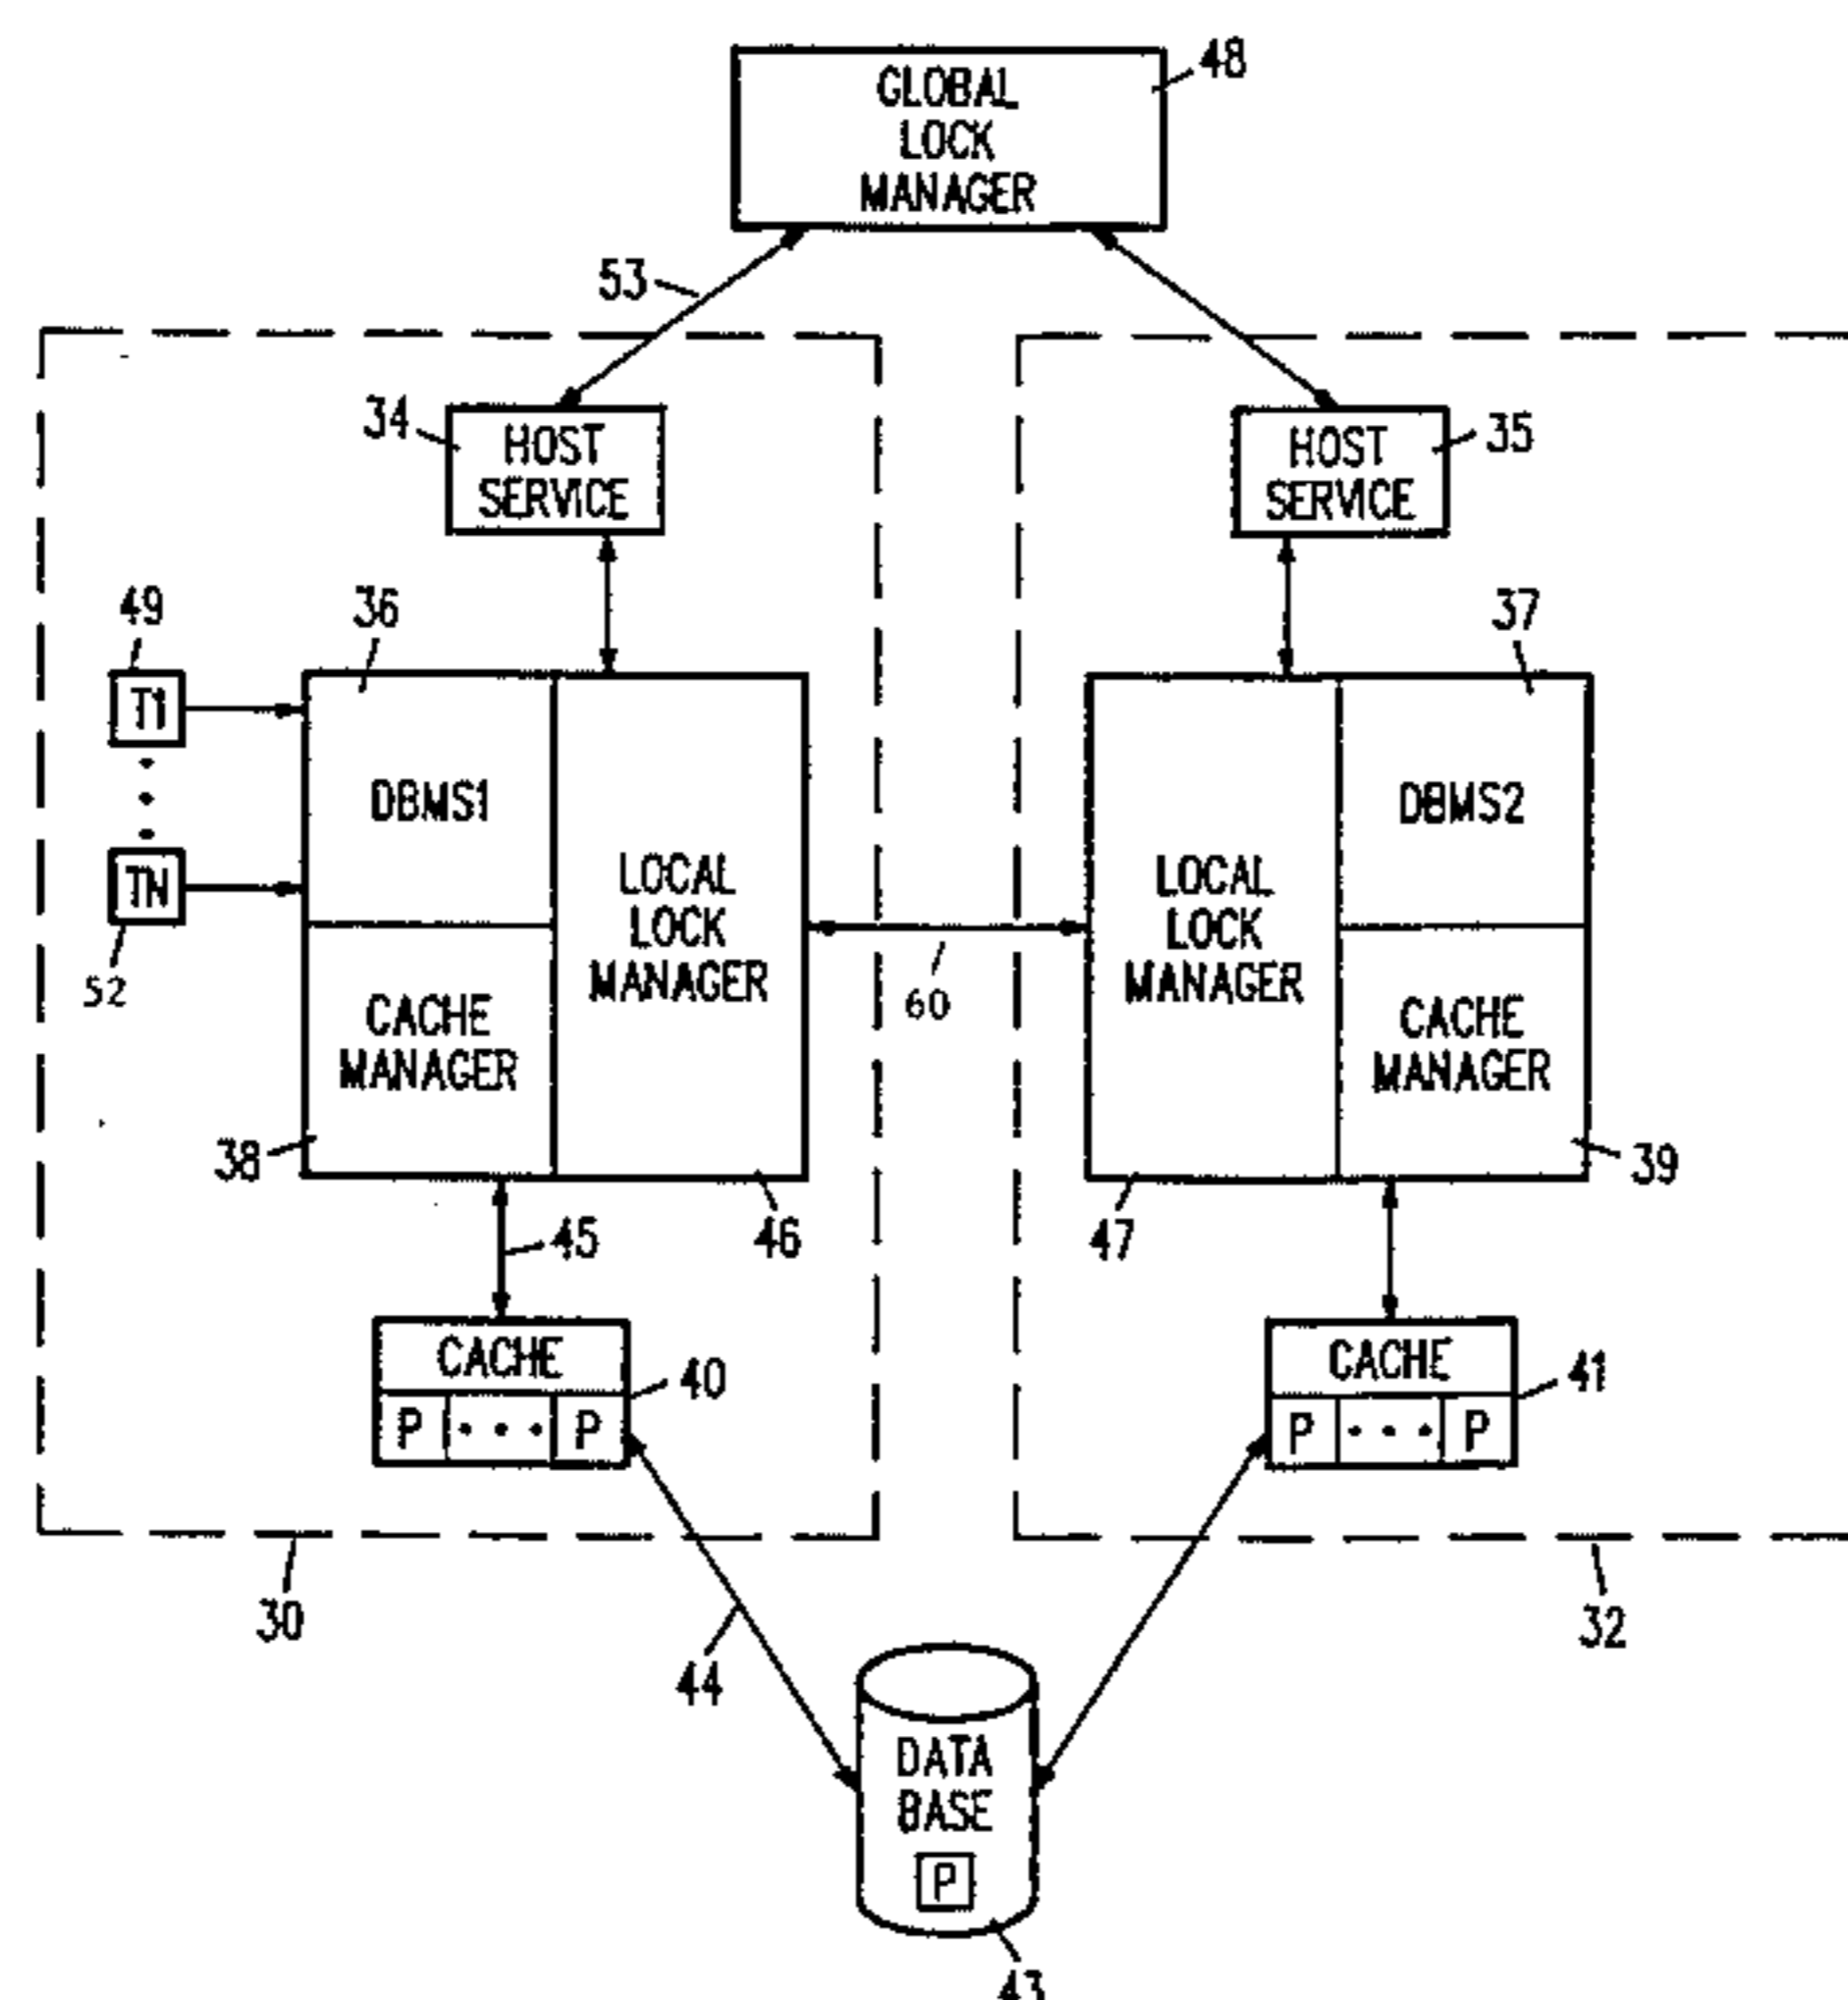 GLOBAL
LOCK
MANAGER
48
53
34
HOST
SERVICE
HOST
SERVICE
35
49
36
37
T1
TN
52
DBMS1
LOCAL
LOCK
MANAGER
CACHE
MANAGER
38
46
60
LOCAL
LOCK
MANAGER
DBMS2
CACHE
MANAGER
47
39
45
CACHE
P • • • P
40
CACHE
P • • • P
41
30
32
44
DATA
BASE
P
43